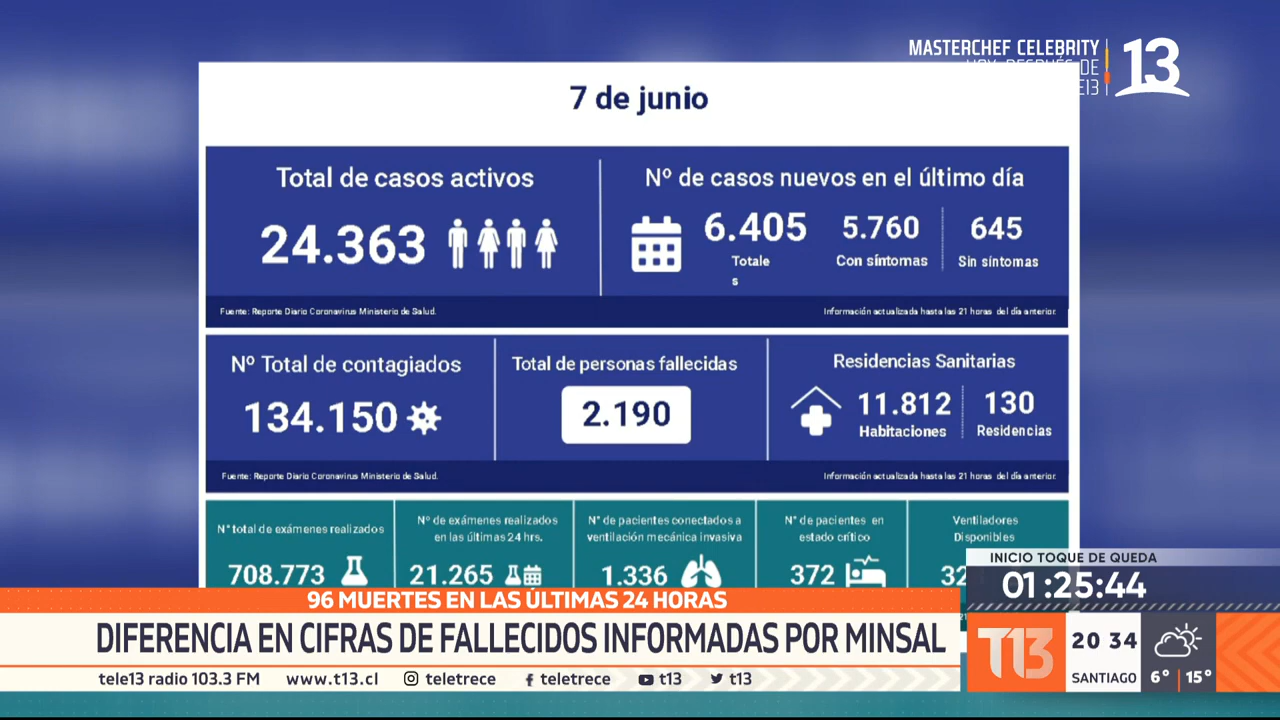 MASTERCHEF CELEBRITY
HOY, DESPUÉS DE
TE13
13
7 de junio
Total de casos activos
24.363
Nº de casos nuevos en el último día
6.405
Totale
s
5.760
Con síntomas
645
Sin síntomas
Fuente: Reporte Diario Coronavirus Ministerio de Salud.
Información actualizada hasta las 21 horas del día anterior.
Nº Total de contagiados
134.150
Total de personas fallecidas
2.190
Residencias Sanitarias
11.812
Habitaciones
130
Residencias
Fuente: Reporte Diario Coronavirus Ministerio de Salud.
Información actualizada hasta las 21 horas del día anterior.
N° total de exámenes realizados
708.773
Nº de exámenes realizados
en las últimas 24 hrs.
21.265
N° de pacientes conectados a
ventilación mecánica invasiva
1.336
N° de pacientes en
estado crítico
372
Ventiladores
Disponibles
INICIO TOQUE DE QUEDA
01:25:44
96 MUERTES EN LAS ÚLTIMAS 24 HORAS
DIFERENCIA EN CIFRAS DE FALLECIDOS INFORMADAS POR MINSAL
tele13 radio 103.3 FM www.t13.cl teletrece teletrece t13 t13
T13
20 34
SANTIAGO
6° 15°